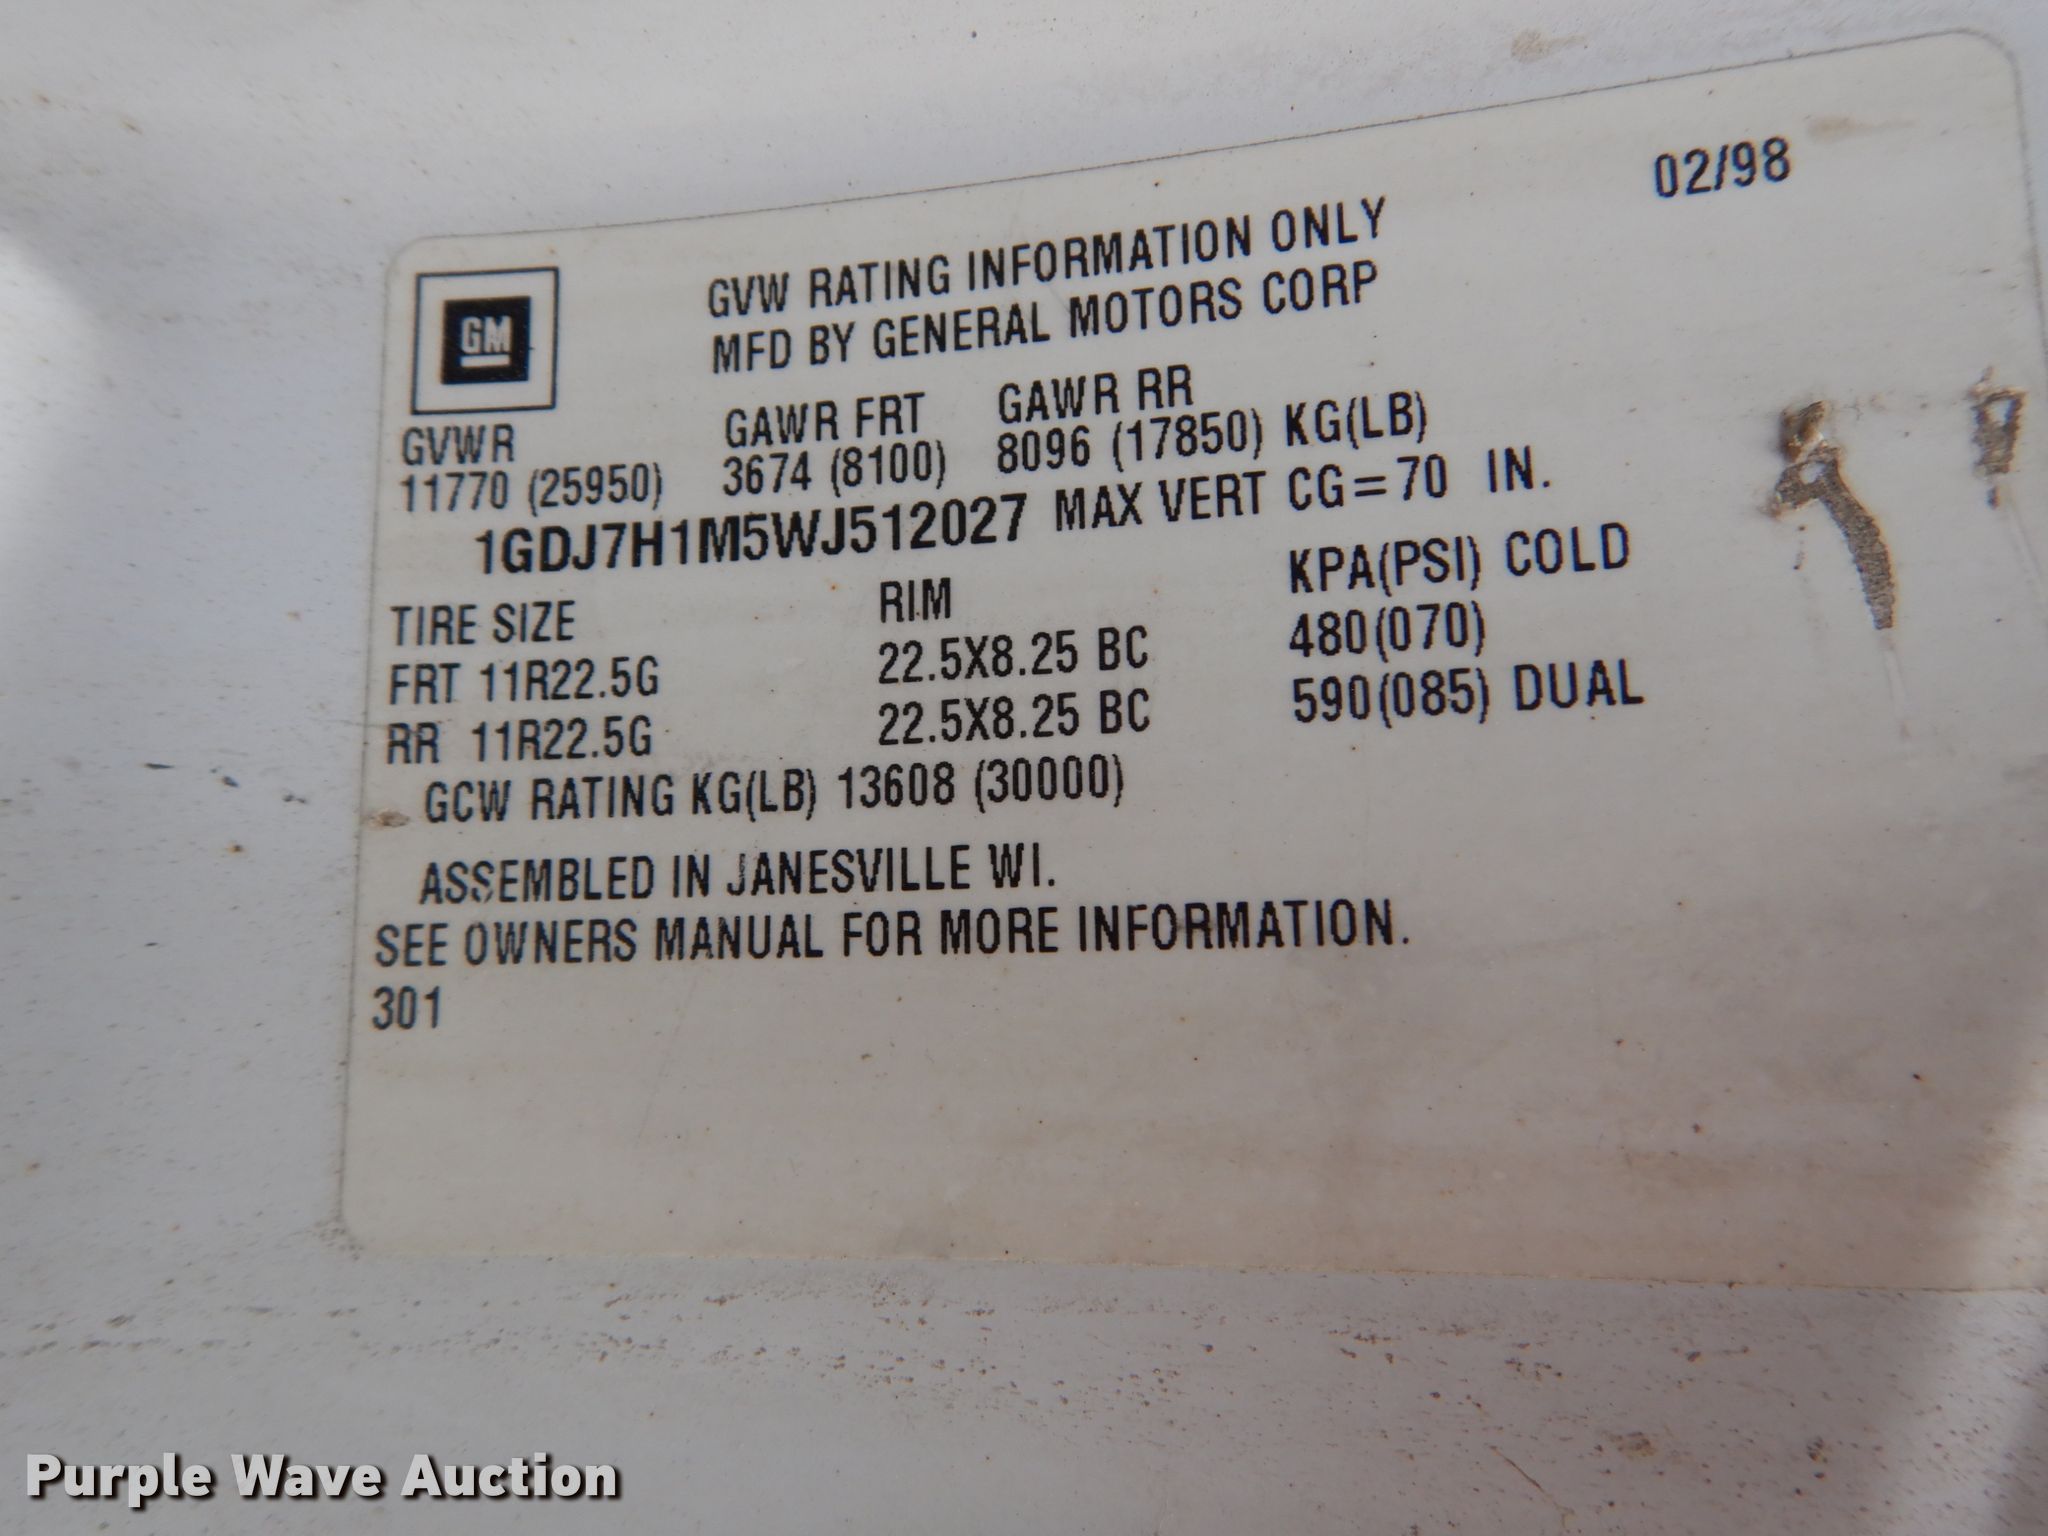 02/98
GM
GVW RATING INFORMATION ONLY
MFD BY GENERAL MOTORS CORP
GVWR GAWR FRT GAWR RR
11770 (25950) 3674 (8100) 8096 (17850) KG(LB)
1GDJ7H1M5WJ512027 MAX VERT CG=70 IN.
TIRE SIZE RIM KPA(PSI) COLD
FRT 11R22.5G 22.5X8.25 BC 480(070)
RR 11R22.5G 22.5X8.25 BC 590(085) DUAL
GCW RATING KG(LB) 13608 (30000)
ASSEMBLED IN JANESVILLE WI.
SEE OWNERS MANUAL FOR MORE INFORMATION.
301
Purple Wave Auction